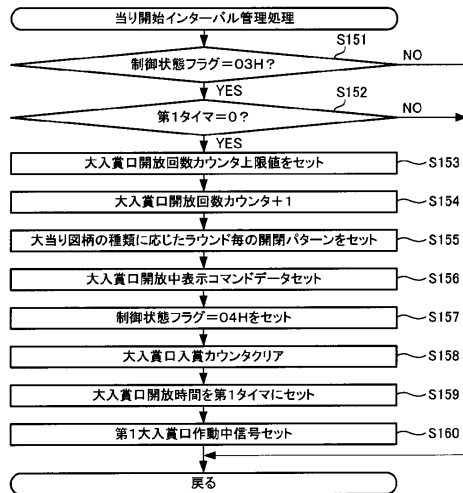 当り開始インターバル管理処理
S151
制御状態フラグ=03H?
NO
YES
S152
第1タイマ=0?
NO
YES
大入賞口開放回数カウンタ上限値をセット
S153
大入賞口開放回数カウンタ+1
S154
大当り図柄の種類に応じたラウンド毎の開閉パターンをセット
S155
大入賞口開放中表示コマンドデータセット
S156
制御状態フラグ=04Hをセット
S157
大入賞口入賞カウンタクリア
S158
大入賞口開放時間を第1タイマにセット
S159
第1大入賞口作動中信号セット
S160
戻る